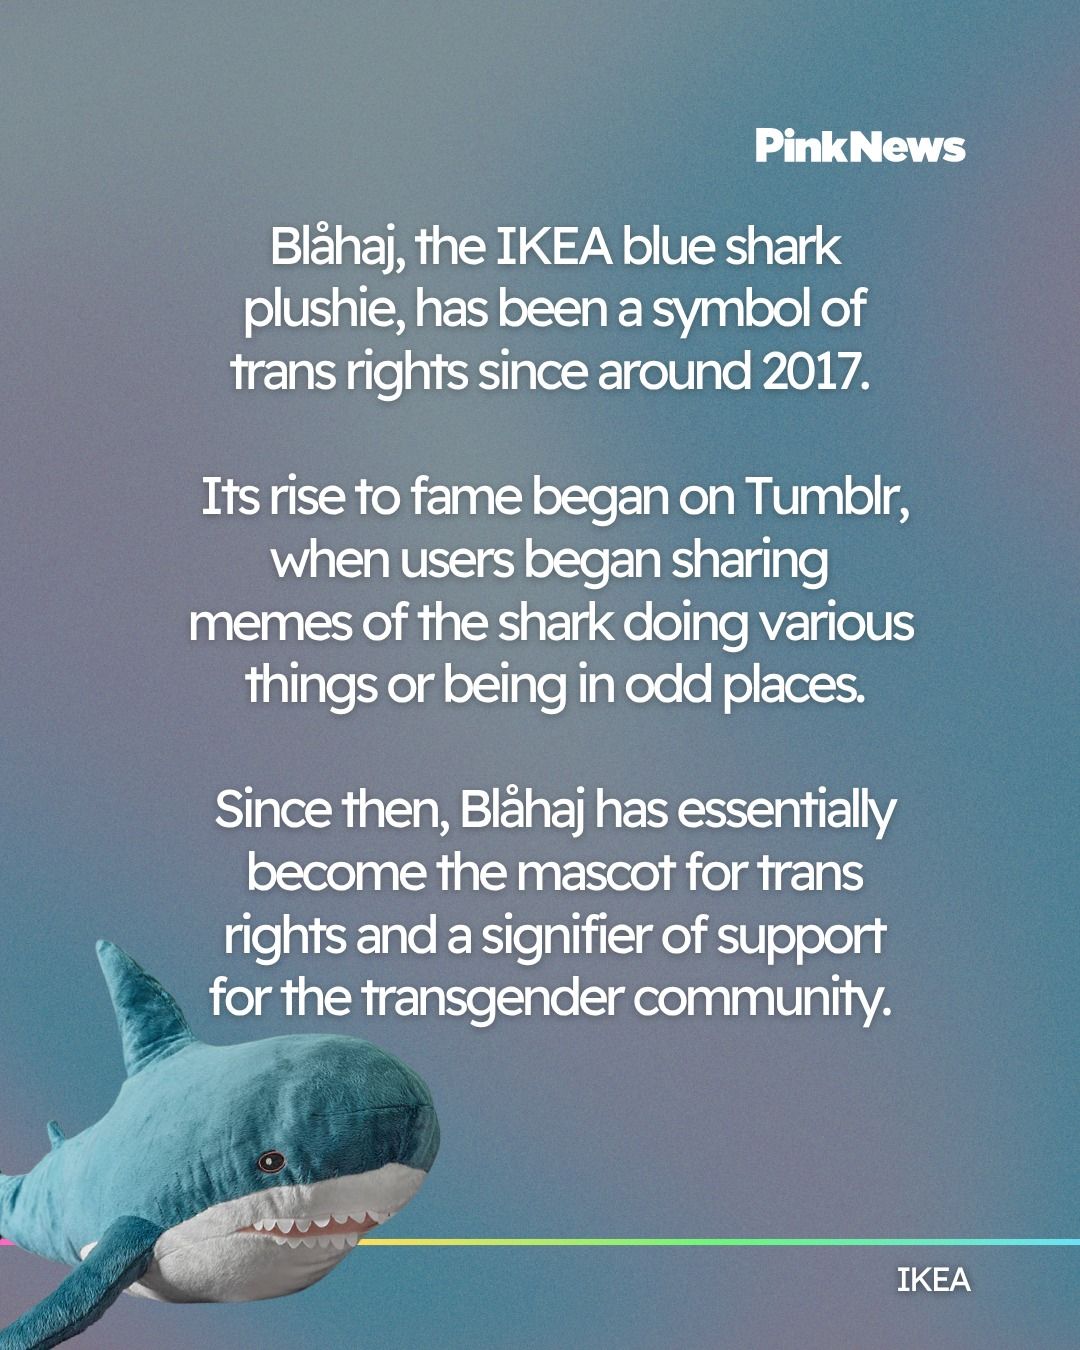 PinkNews
Blåhaj, the IKEA blue shark
plushie, has been a symbol of
trans rights since around 2017.
Its rise to fame began on Tumblr,
when users began sharing
memes of the shark doing various
things or being in odd places.
Since then, Blåhaj has essentially
become the mascot for trans
rights and a signifier of support
for the transgender community.
IKEA